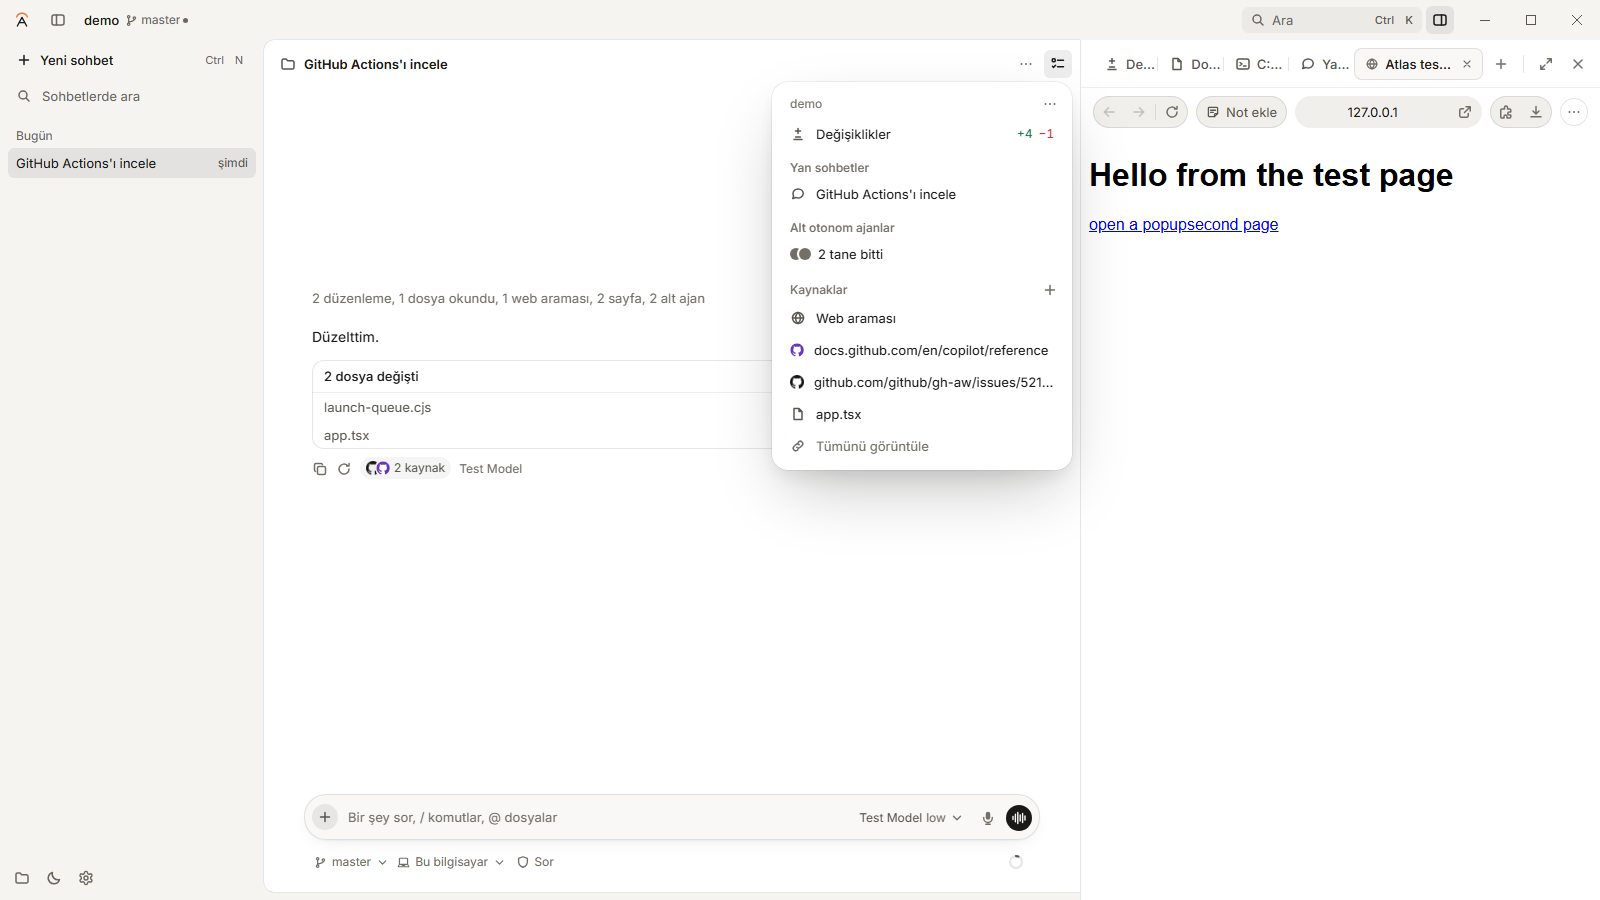 demo master
Ara Ctrl K
Yeni sohbet Ctrl N
Sohbetlerde ara
Bugün
GitHub Actions'ı incele şimdi
GitHub Actions'ı incele
demo
Değişiklikler +4 −1
Yan sohbetler
GitHub Actions'ı incele
Alt otonom ajanlar
2 tane bitti
Kaynaklar
Web araması
docs.github.com/en/copilot/reference
github.com/github/gh-aw/issues/521...
app.tsx
Tümünü görüntüle
2 düzenleme, 1 dosya okundu, 1 web araması, 2 sayfa, 2 alt ajan
Düzelttim.
2 dosya değişti
launch-queue.cjs
app.tsx
2 kaynak Test Model
Bir şey sor, / komutlar, @ dosyalar Test Model low
master Bu bilgisayar Sor
De... Do... C:... Ya... Atlas tes...
Not ekle 127.0.0.1
Hello from the test page
open a popupsecond page